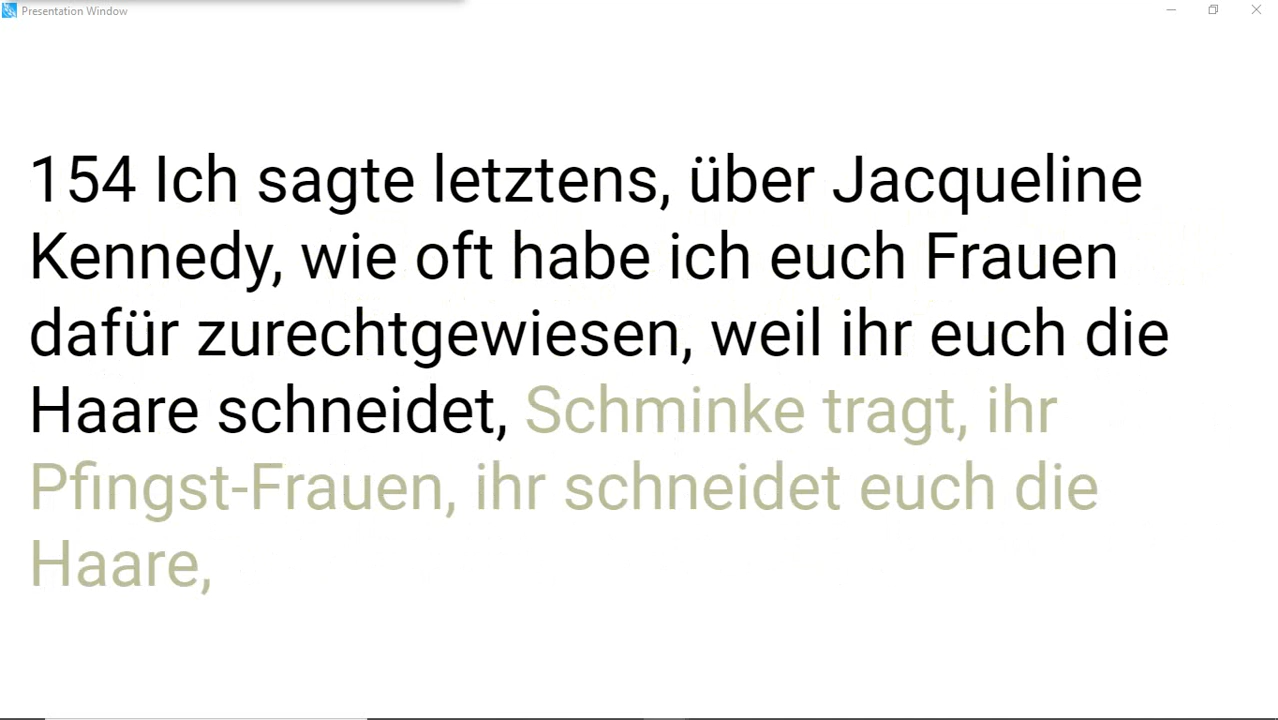 Presentation Window
154 Ich sagte letztens, über Jacqueline
Kennedy, wie oft habe ich euch Frauen
dafür zurechtgewiesen, weil ihr euch die
Haare schneidet, Schminke tragt, ihr
Pfingst-Frauen, ihr schneidet euch die
Haare,